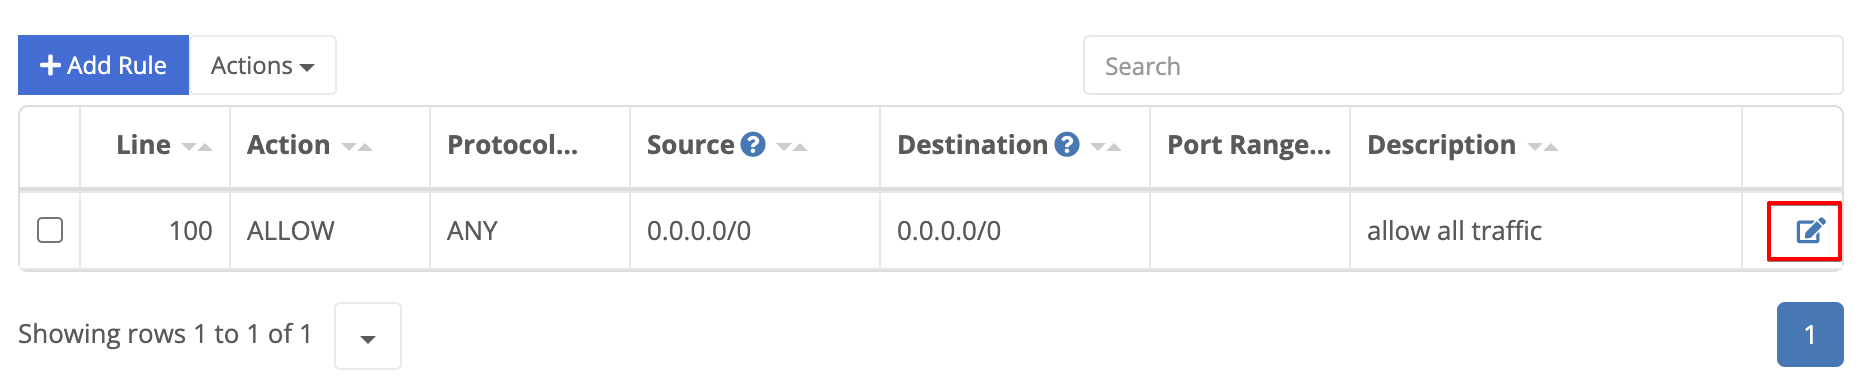 Add Rule Actions Search
Line Action Protocol... Source Destination Port Range... Description
100 ALLOW ANY 0.0.0.0/0 0.0.0.0/0 allow all traffic
Showing rows 1 to 1 of 1 1